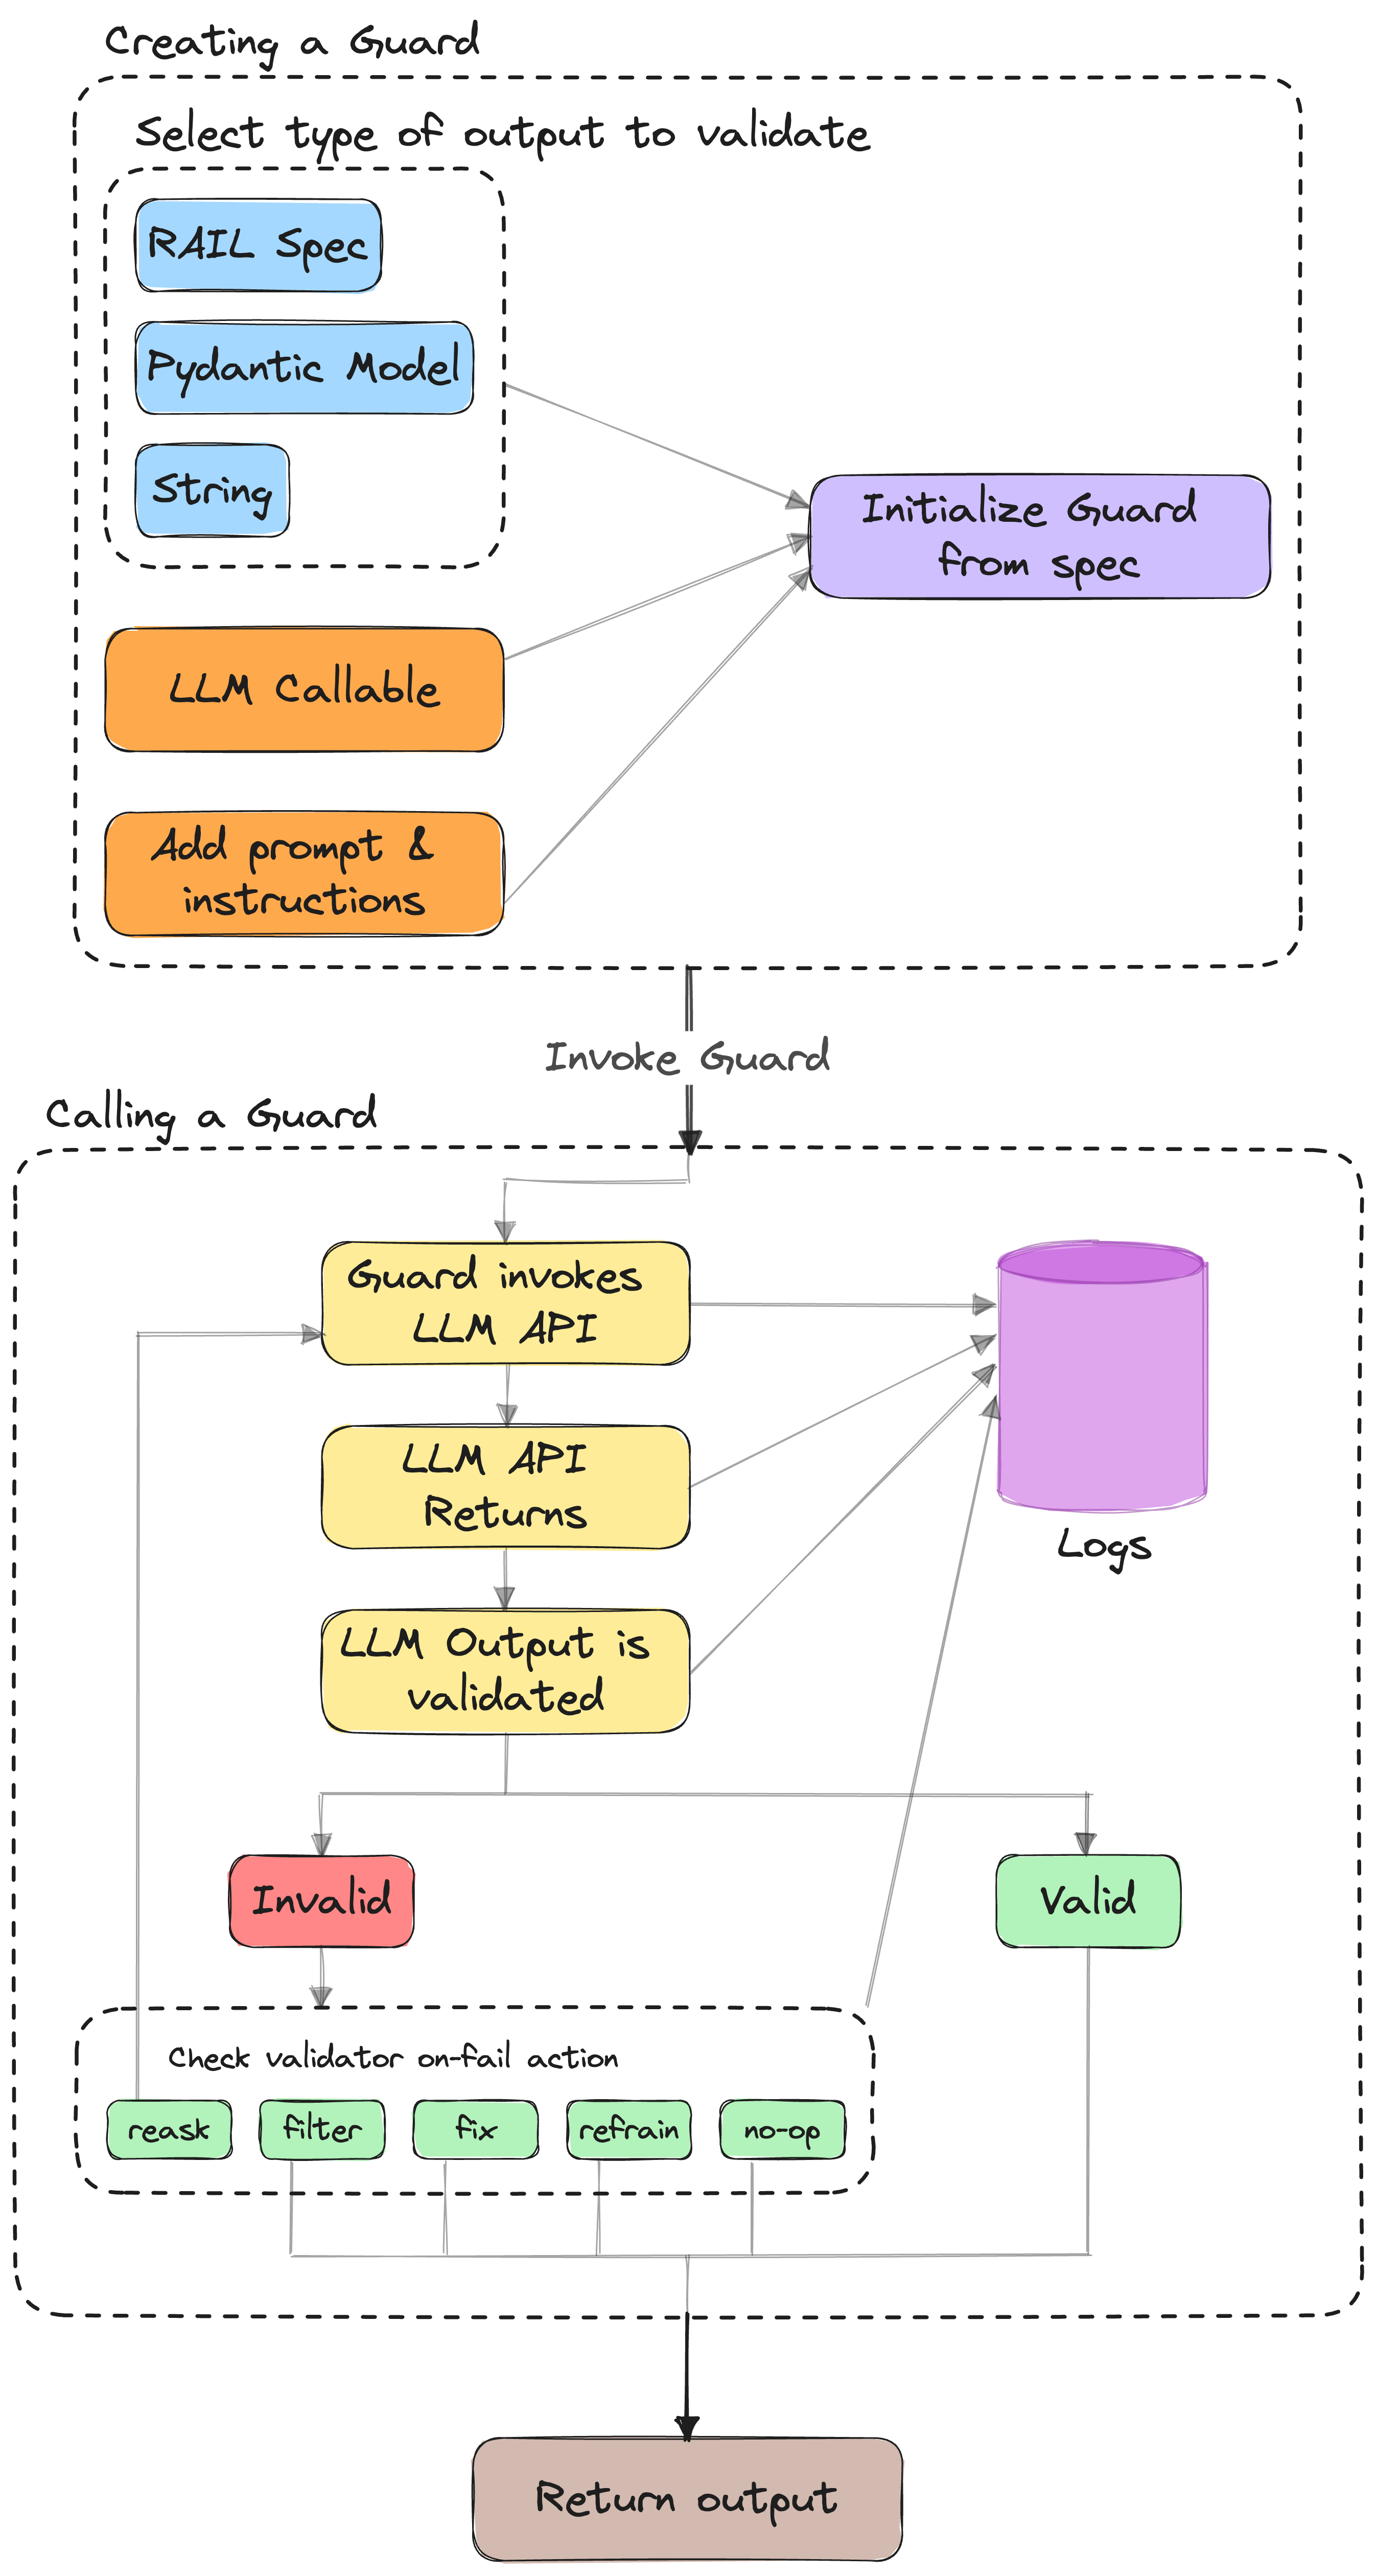 Creating a Guard
Select type of output to validate
RAIL Spec
Pydantic Model
String
Initialize Guard
from spec
LLM Callable
Add prompt &
instructions
Invoke Guard
Calling a Guard
Guard invokes
LLM API
LLM API
Returns
Logs
LLM Output is
validated
Invalid
Valid
Check validator on-fail action
reask
filter
fix
refrain
no-op
Return output